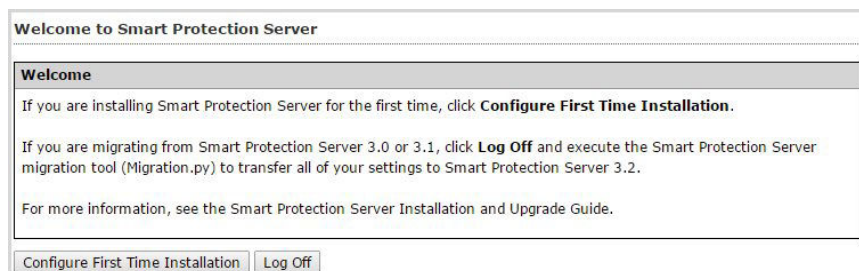 Welcome to Smart Protection Server
Welcome
If you are installing Smart Protection Server for the first time, click Configure First Time Installation.
If you are migrating from Smart Protection Server 3.0 or 3.1, click Log Off and execute the Smart Protection Server
migration tool (Migration.py) to transfer all of your settings to Smart Protection Server 3.2.
For more information, see the Smart Protection Server Installation and Upgrade Guide.
Configure First Time Installation Log Off